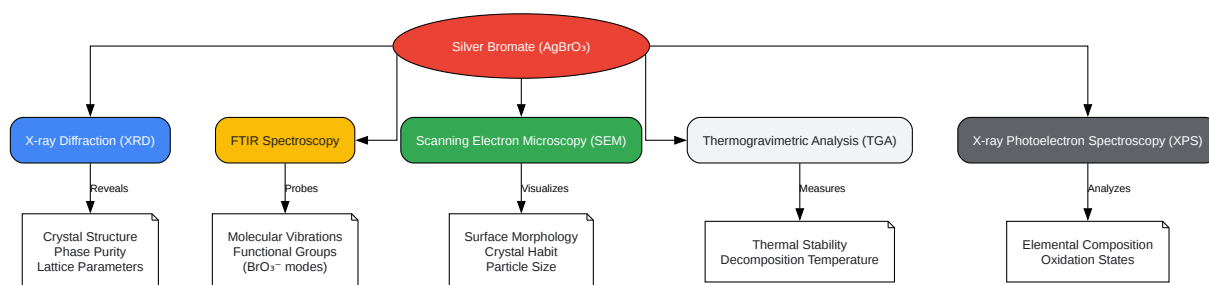 Silver Bromate (AgBrO₃)
X-ray Diffraction (XRD)
FTIR Spectroscopy
Scanning Electron Microscopy (SEM)
Thermogravimetric Analysis (TGA)
X-ray Photoelectron Spectroscopy (XPS)
Reveals
Probes
Visualizes
Measures
Analyzes
Crystal Structure
Phase Purity
Lattice Parameters
Molecular Vibrations
Functional Groups
(BrO₃⁻ modes)
Surface Morphology
Crystal Habit
Particle Size
Thermal Stability
Decomposition Temperature
Elemental Composition
Oxidation States